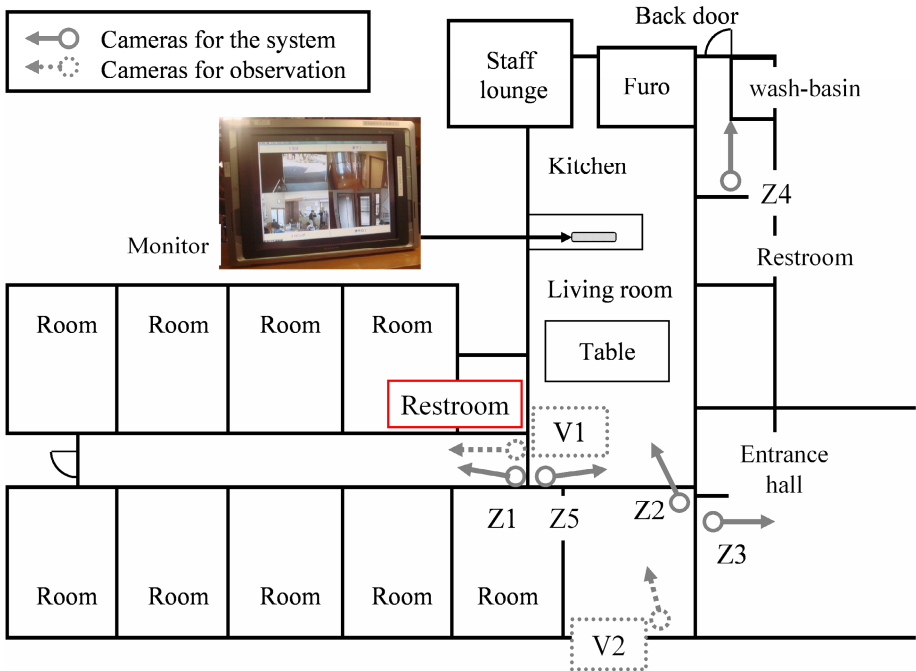 Cameras for the system
Cameras for observation
Back door
Staff
lounge
Furo
wash-basin
Kitchen
Z4
Monitor
Restroom
Living room
Room
Room
Room
Room
Table
Restroom
V1
Entrance
hall
Z1
Z5
Z2
Z3
Room
Room
Room
Room
Room
V2